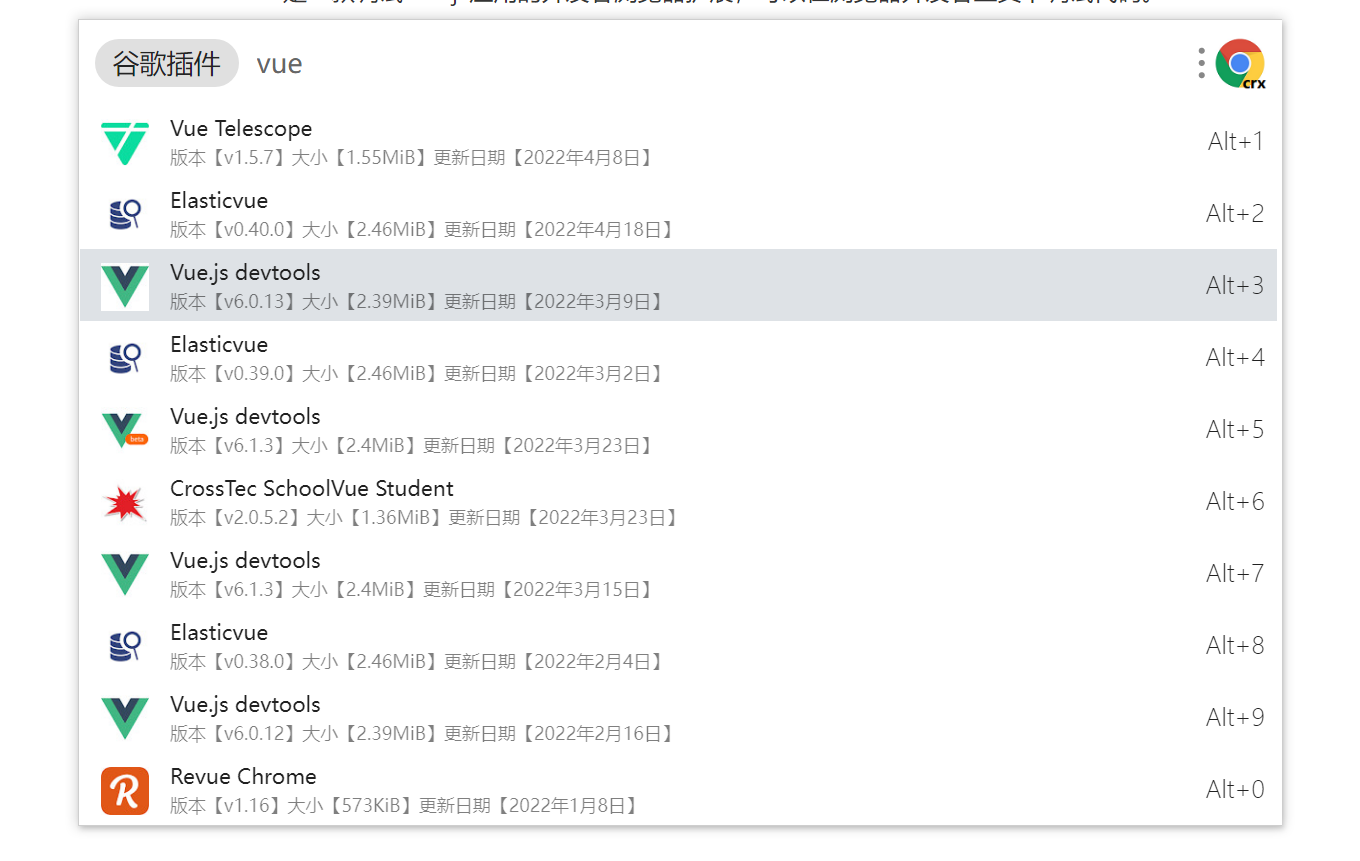 谷歌插件 vue
crx
Vue Telescope
版本【v1.5.7】大小【1.55MiB】更新日期【2022年4月8日】
Alt+1
Elasticvue
版本【v0.40.0】大小【2.46MiB】更新日期【2022年4月18日】
Alt+2
Vue.js devtools
版本【v6.0.13】大小【2.39MiB】更新日期【2022年3月9日】
Alt+3
Elasticvue
版本【v0.39.0】大小【2.46MiB】更新日期【2022年3月2日】
Alt+4
beta
Vue.js devtools
版本【v6.1.3】大小【2.4MiB】更新日期【2022年3月23日】
Alt+5
CrossTec SchoolVue Student
版本【v2.0.5.2】大小【1.36MiB】更新日期【2022年3月23日】
Alt+6
Vue.js devtools
版本【v6.1.3】大小【2.4MiB】更新日期【2022年3月15日】
Alt+7
Elasticvue
版本【v0.38.0】大小【2.46MiB】更新日期【2022年2月4日】
Alt+8
Vue.js devtools
版本【v6.0.12】大小【2.39MiB】更新日期【2022年2月16日】
Alt+9
R
Revue Chrome
版本【v1.16】大小【573KiB】更新日期【2022年1月8日】
Alt+0